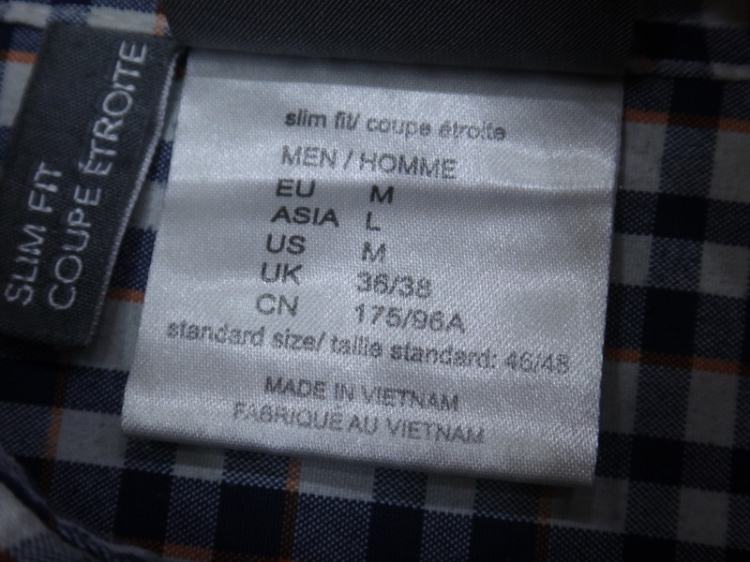 SLIM FIT
COUPE ÉTROITE
slim fit/ coupe étroite
MEN / HOMME
EU M
ASIA L
US M
UK 36/38
CN 175/96A
standard size/ taille standard: 46/48
MADE IN VIETNAM
FABRIQUÉ AU VIETNAM